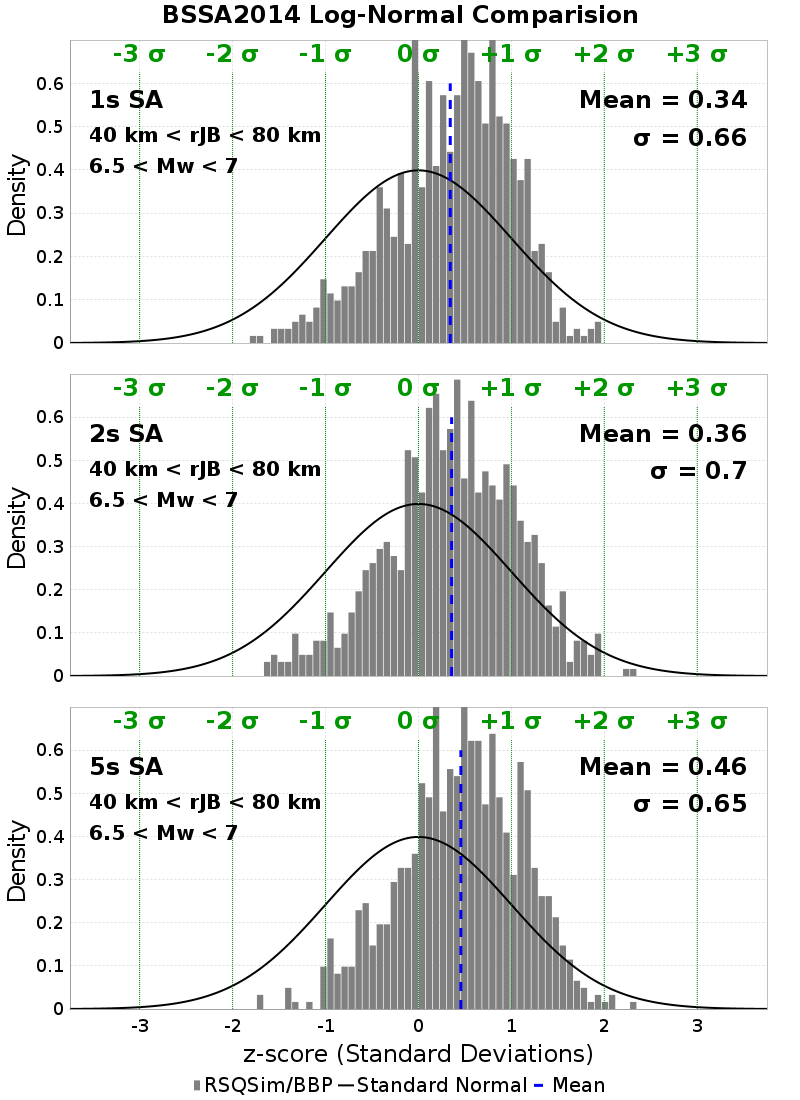 BSSA2014 Log-Normal Comparision
-3 σ -2 σ -1 σ 0 σ +1 σ +2 σ +3 σ
1s SA
Mean = 0.34
40 km < rJB < 80 km
σ = 0.66
6.5 < Mw < 7
Density
0.6
0.5
0.4
0.3
0.2
0.1
0
-3 σ -2 σ -1 σ 0 σ +1 σ +2 σ +3 σ
2s SA
Mean = 0.36
40 km < rJB < 80 km
σ = 0.7
6.5 < Mw < 7
Density
0.6
0.5
0.4
0.3
0.2
0.1
0
-3 σ -2 σ -1 σ 0 σ +1 σ +2 σ +3 σ
5s SA
Mean = 0.46
40 km < rJB < 80 km
σ = 0.65
6.5 < Mw < 7
Density
0.6
0.5
0.4
0.3
0.2
0.1
0
-3 -2 -1 0 1 2 3
z-score (Standard Deviations)
RSQSim/BBP Standard Normal Mean